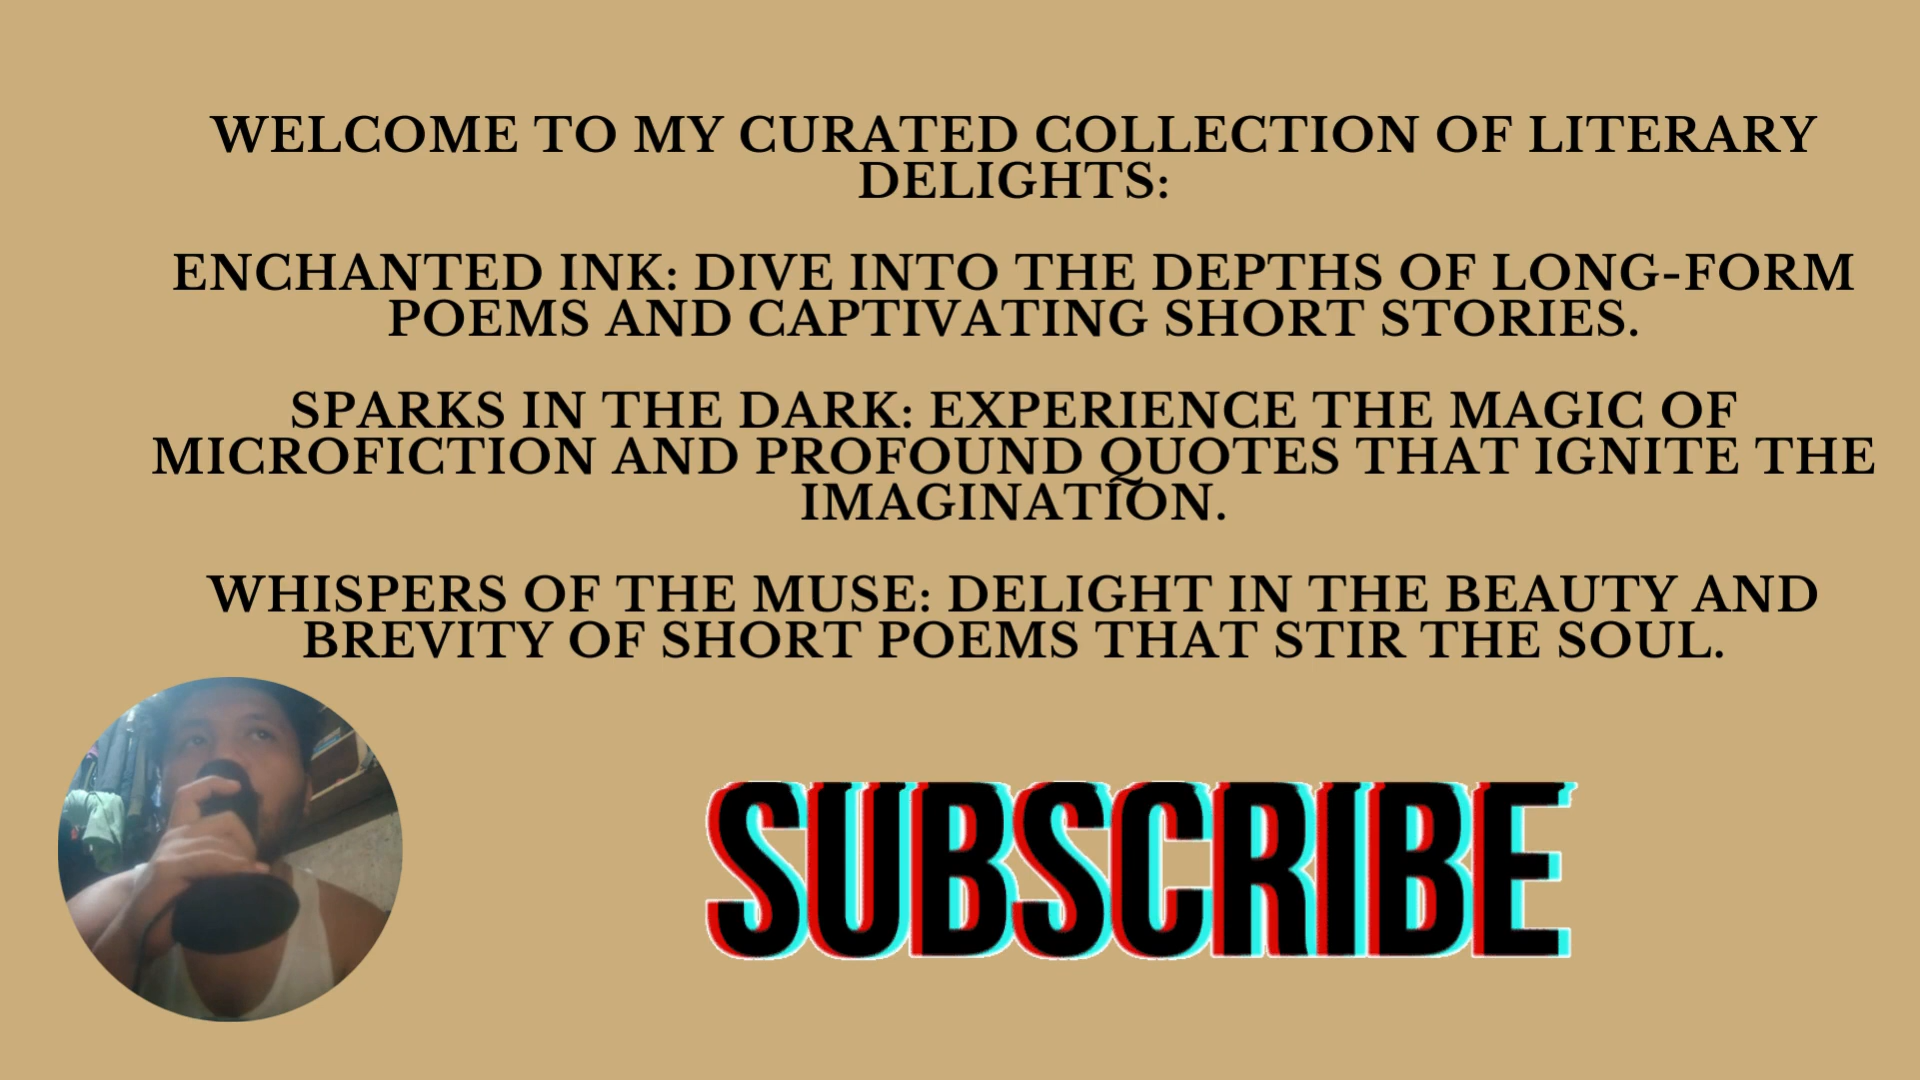 WELCOME TO MY CURATED COLLECTION OF LITERARY
DELIGHTS:
ENCHANTED INK: DIVE INTO THE DEPTHS OF LONG-FORM
POEMS AND CAPTIVATING SHORT STORIES.
SPARKS IN THE DARK: EXPERIENCE THE MAGIC OF
MICROFICTION AND PROFOUND QUOTES THAT IGNITE THE
IMAGINATION.
WHISPERS OF THE MUSE: DELIGHT IN THE BEAUTY AND
BREVITY OF SHORT POEMS THAT STIR THE SOUL.
SUBSCRIBE